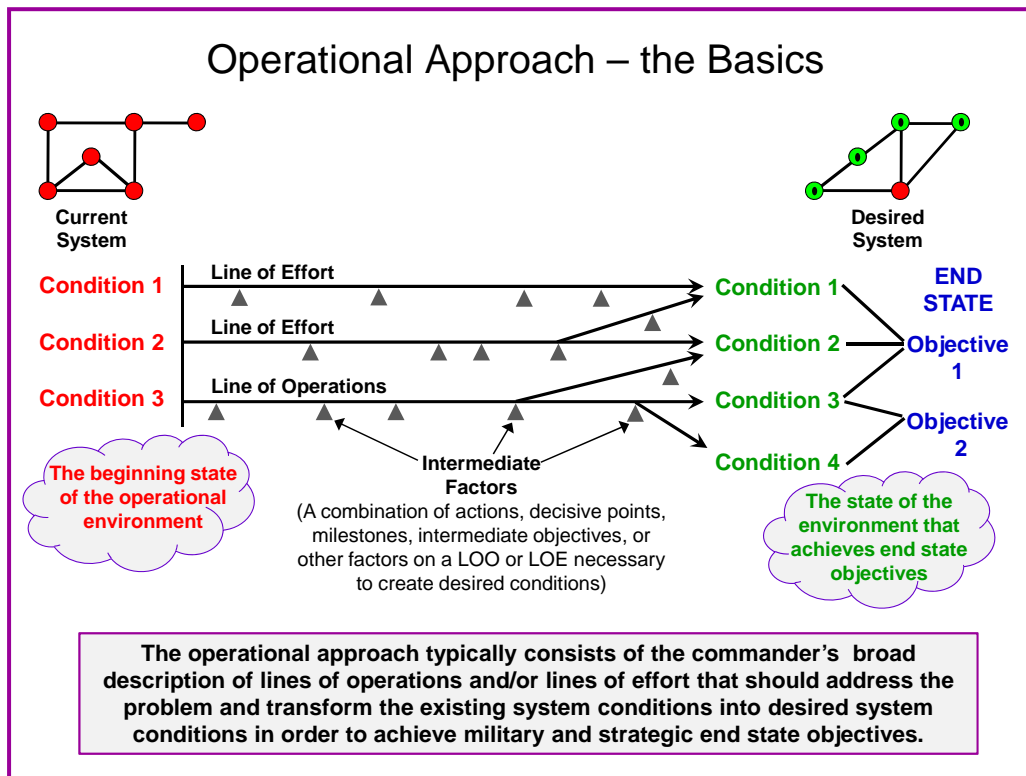 Operational Approach – the Basics
Current
System
Desired
System
Condition 1
Line of Effort
Condition 1
END
STATE
Condition 2
Line of Effort
Condition 2
Objective
1
Condition 3
Line of Operations
Condition 3
Objective
2
Condition 4
The beginning state
of the operational
environment
Intermediate
Factors
(A combination of actions, decisive points,
milestones, intermediate objectives, or
other factors on a LOO or LOE necessary
to create desired conditions)
The state of the
environment that
achieves end state
objectives
The operational approach typically consists of the commander’s broad
description of lines of operations and/or lines of effort that should address the
problem and transform the existing system conditions into desired system
conditions in order to achieve military and strategic end state objectives.